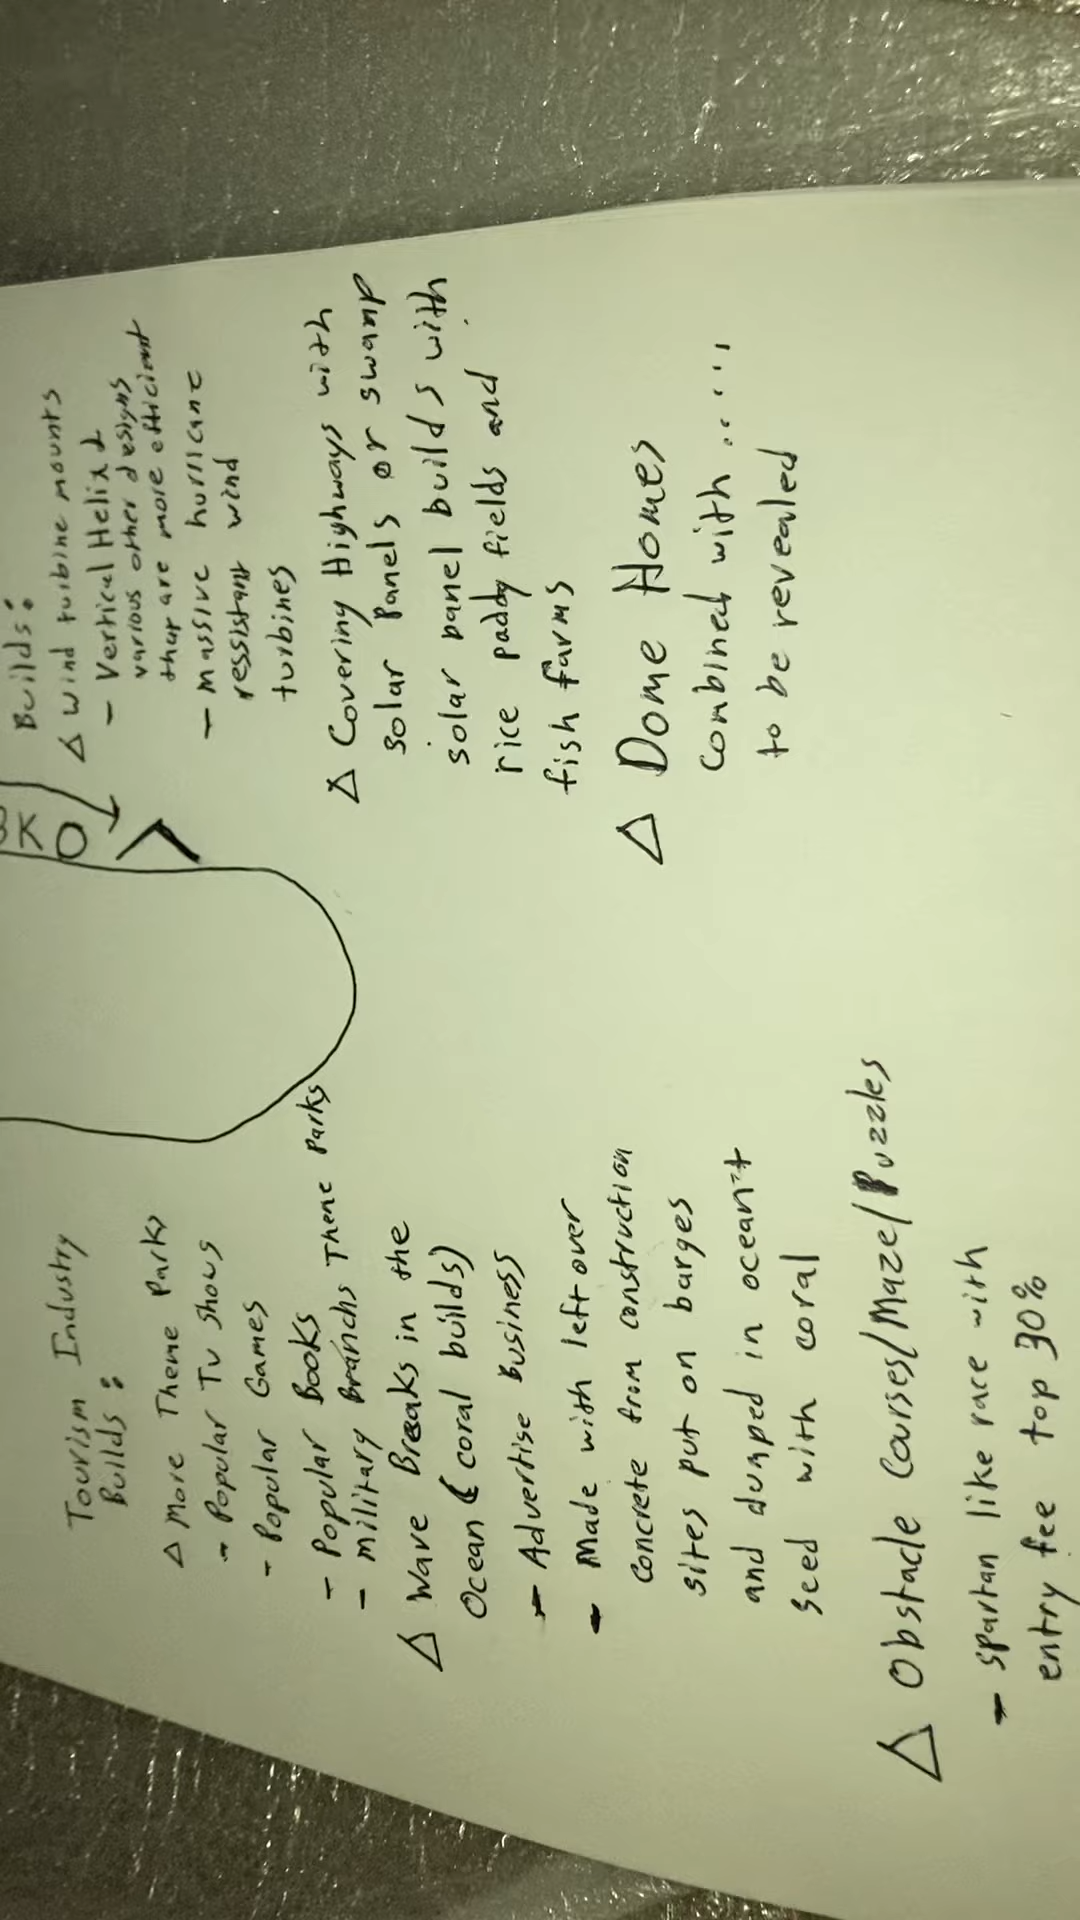 Tourism Industry
Builds:
Δ More Theme Parks
- Popular Tv shows
- Popular Games
- Popular Books
- military Branchs Theme Parks
Δ Wave Breaks in the
Ocean (coral builds)
- Advertise Business
- Made with left over
concrete from construction
sites put on barges
and dumped in ocean +
seed with coral
Δ Obstacle Courses/Maze/Puzzles
- spartan like race with
entry fee top 30%
K
O
Builds:
Δ Wind turbine mounts
- Vertical Helix &
various other designs
that are more efficient
- massive hurricane
ressistant wind
turbines
Δ Covering Highways with
Solar Panels or swamp
solar panel builds with
rice paddy fields and
fish farms
Δ Dome Homes
combined with.....
to be revealed